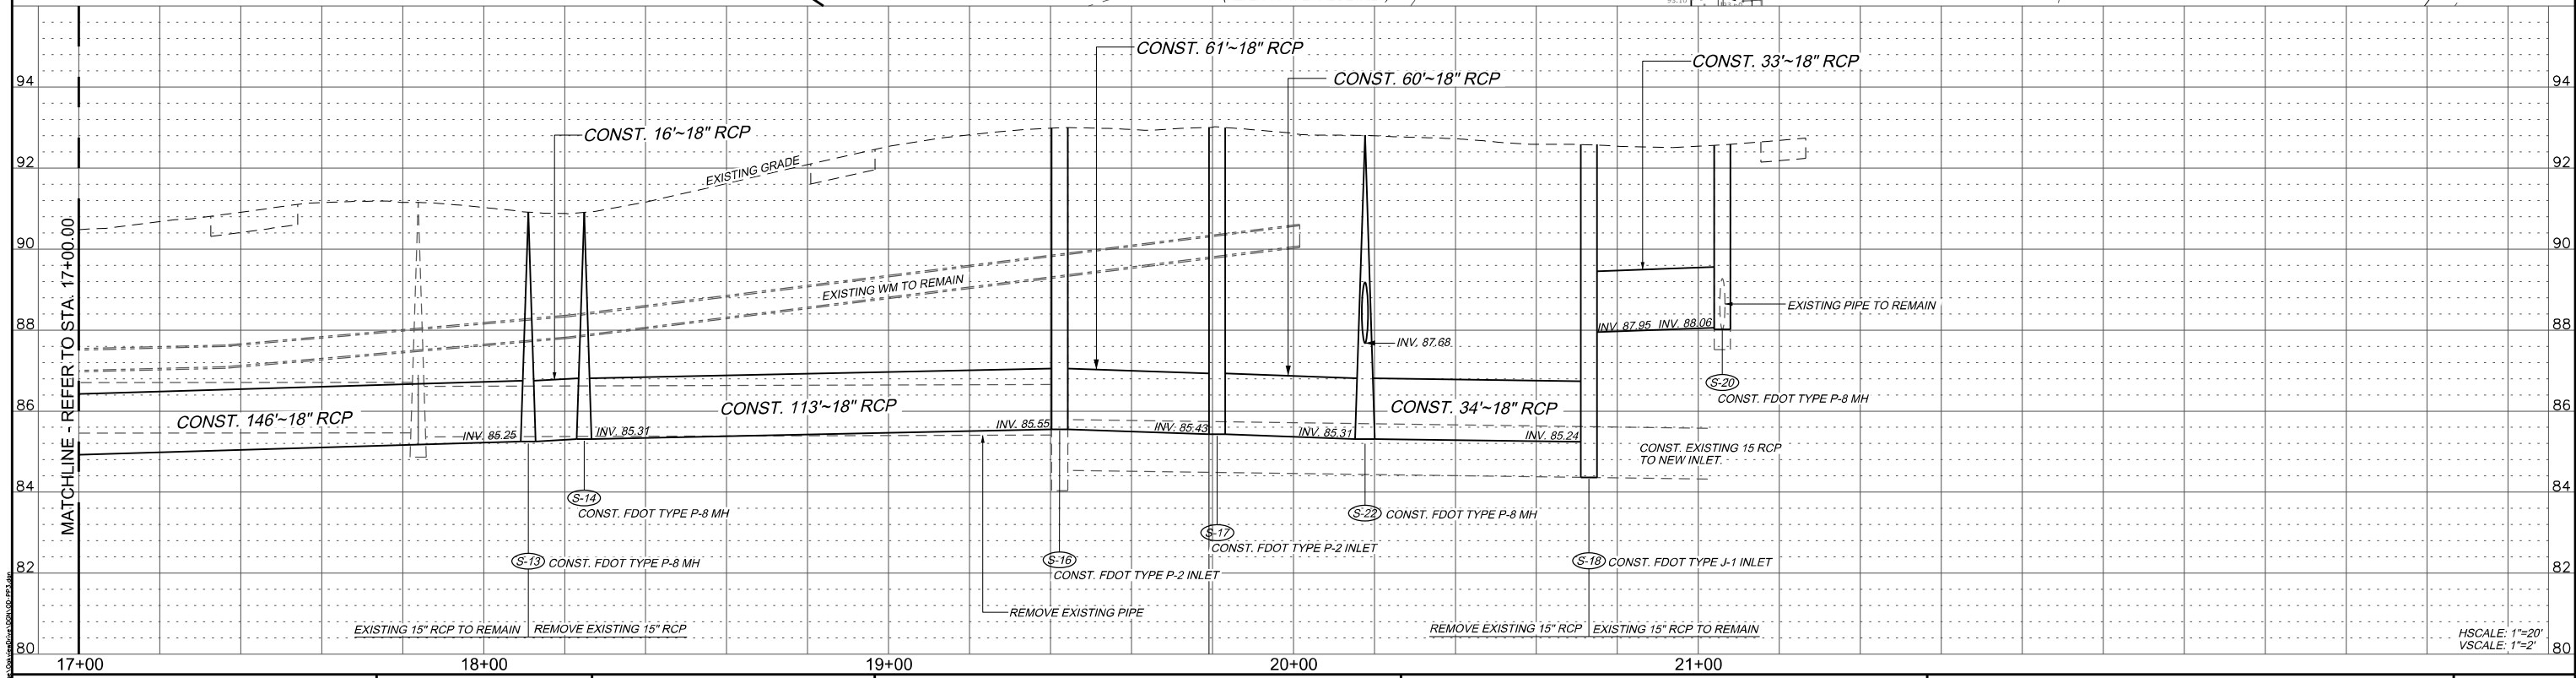 CONST. 61'~18" RCP
CONST. 33'~18" RCP
CONST. 60'~18" RCP
94
94
CONST. 16'~18" RCP
92
EXISTING GRADE
92
90
90
MATCHLINE - REFER TO STA. 17+00.00
EXISTING WM TO REMAIN
EXISTING PIPE TO REMAIN
88
INV. 87.95
INV. 88.06
88
INV. 87.68
S-20
CONST. FDOT TYPE P-8 MH
86
CONST. 146'~18" RCP
CONST. 113'~18" RCP
CONST. 34'~18" RCP
86
INV. 85.25
INV. 85.31
INV. 85.55
INV. 85.43
INV. 85.31
INV. 85.24
CONST. EXISTING 15 RCP
TO NEW INLET.
84
84
S-14
CONST. FDOT TYPE P-8 MH
S-22
CONST. FDOT TYPE P-8 MH
S-17
CONST. FDOT TYPE P-2 INLET
S-13
CONST. FDOT TYPE P-8 MH
S-16
CONST. FDOT TYPE P-2 INLET
S-18
CONST. FDOT TYPE J-1 INLET
82
82
REMOVE EXISTING PIPE
EXISTING 15" RCP TO REMAIN
REMOVE EXISTING 15" RCP
REMOVE EXISTING 15" RCP
EXISTING 15" RCP TO REMAIN
HSCALE: 1"=20'
VSCALE: 1"=2'
80
80
17+00
18+00
19+00
20+00
21+00